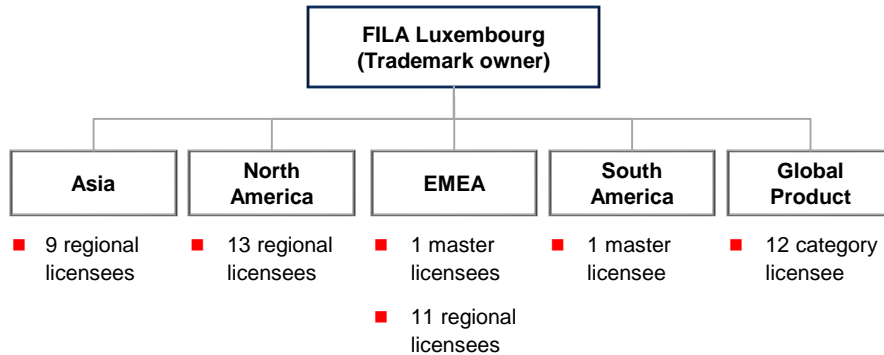 FILA Luxembourg
(Trademark owner)
Asia
North
America
EMEA
South
America
Global
Product
9 regional
licensees
13 regional
licensees
1 master
licensees
11 regional
licensees
1 master
licensee
12 category
licensee